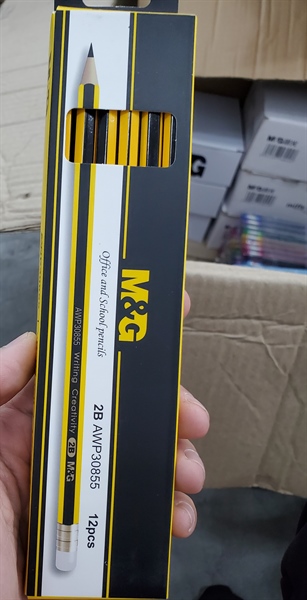 M&G
Office and School pencils
2B AWP30855
12pcs
AWP30855 Writing Creativity 2B M&G
M&G
&G